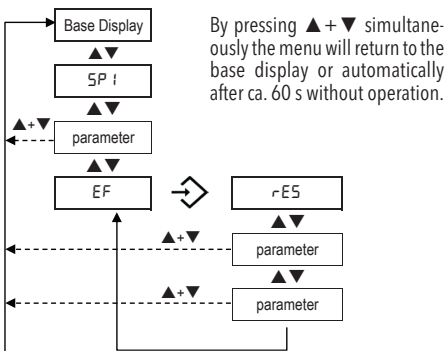 Base Display
By pressing ▲+▼ simultane-
ously the menu will return to the
base display or automatically
after ca. 60 s without operation.
▲▼
SP1
▲▼
▲+▼
parameter
▲▼
EF
rES
▲▼
▲+▼
parameter
▲▼
▲+▼
parameter